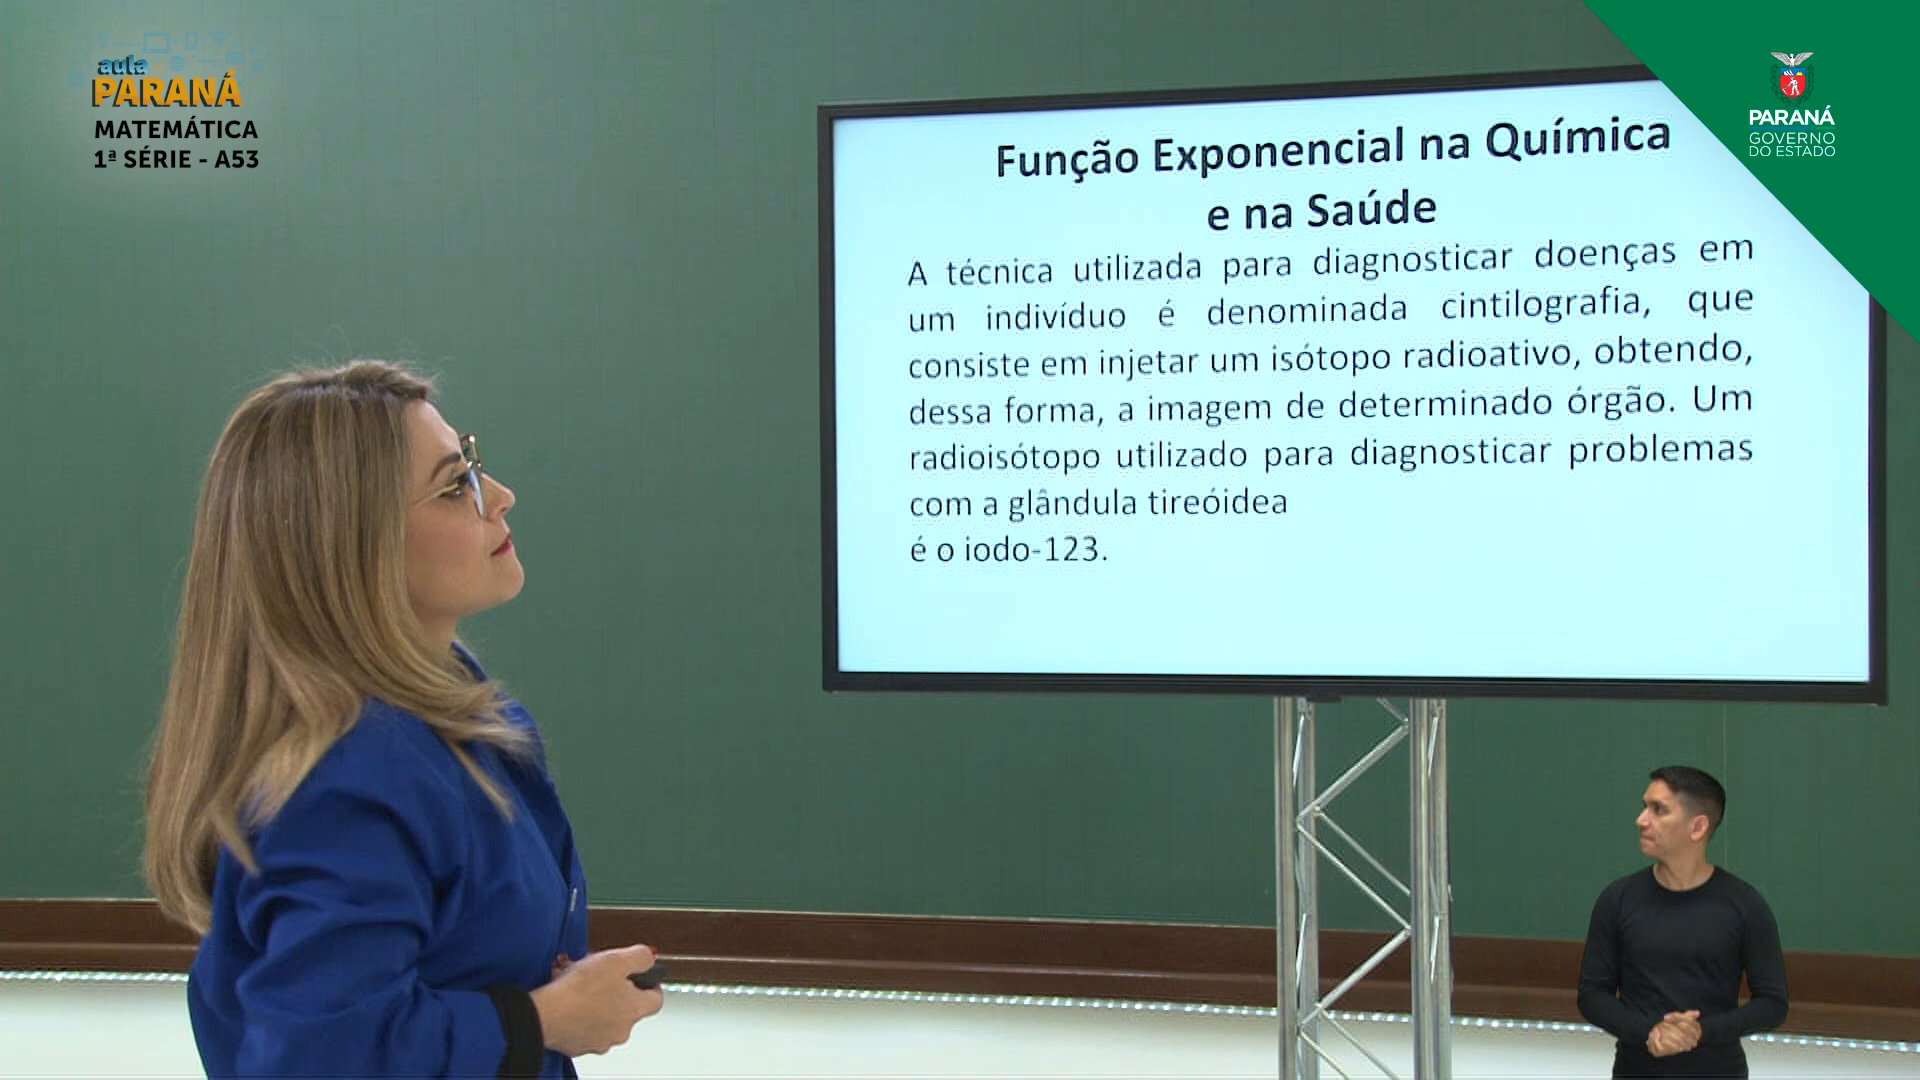 aula
PARANÁ
MATEMÁTICA
1ª SÉRIE - A53
Função Exponencial na Química
e na Saúde
A técnica utilizada para diagnosticar doenças em
um indivíduo é denominada cintilografia, que
consiste em injetar um isótopo radioativo, obtendo,
dessa forma, a imagem de determinado órgão. Um
radioisótopo utilizado para diagnosticar problemas
com a glândula tireóidea
é o iodo-123.
PARANÁ
GOVERNO
DO ESTADO